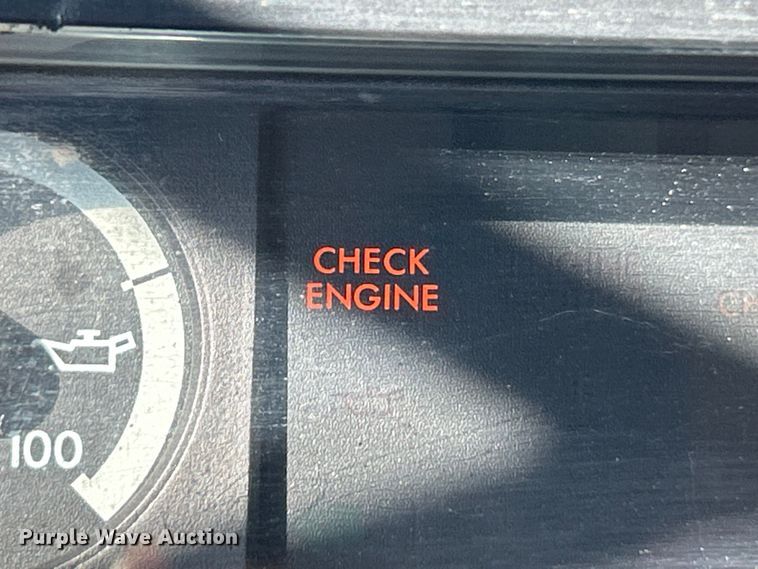 CHECK
ENGINE
100
Purple Wave Auction